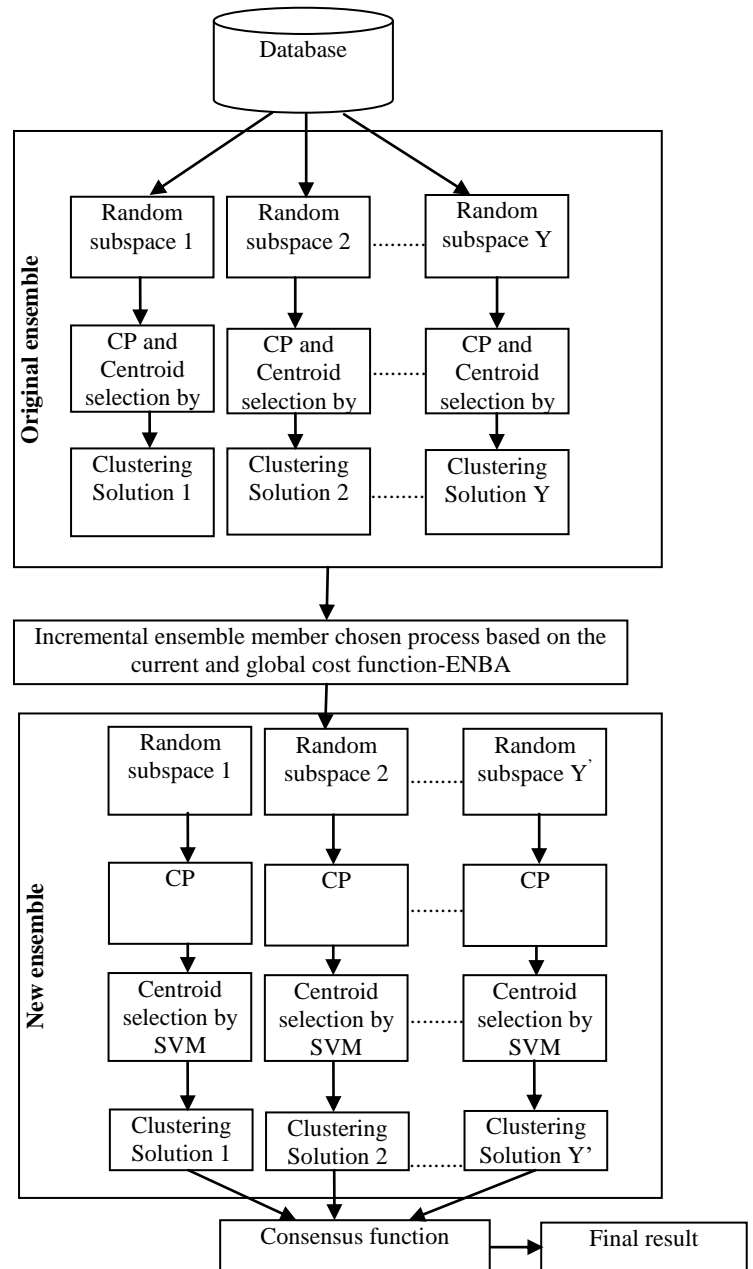 Database
Original ensemble
Random
subspace 1
Random
subspace 2
..........
Random
subspace Y
CP and
Centroid
selection by
CP and
Centroid
selection by
..........
CP and
Centroid
selection by
Clustering
Solution 1
Clustering
Solution 2
..........
Clustering
Solution Y
Incremental ensemble member chosen process based on the
current and global cost function-ENBA
New ensemble
Random
subspace 1
Random
subspace 2
..........
Random
subspace Y’
CP
CP
..........
CP
Centroid
selection by
SVM
Centroid
selection by
SVM
..........
Centroid
selection by
SVM
Clustering
Solution 1
Clustering
Solution 2
..........
Clustering
Solution Y’
Consensus function
Final result